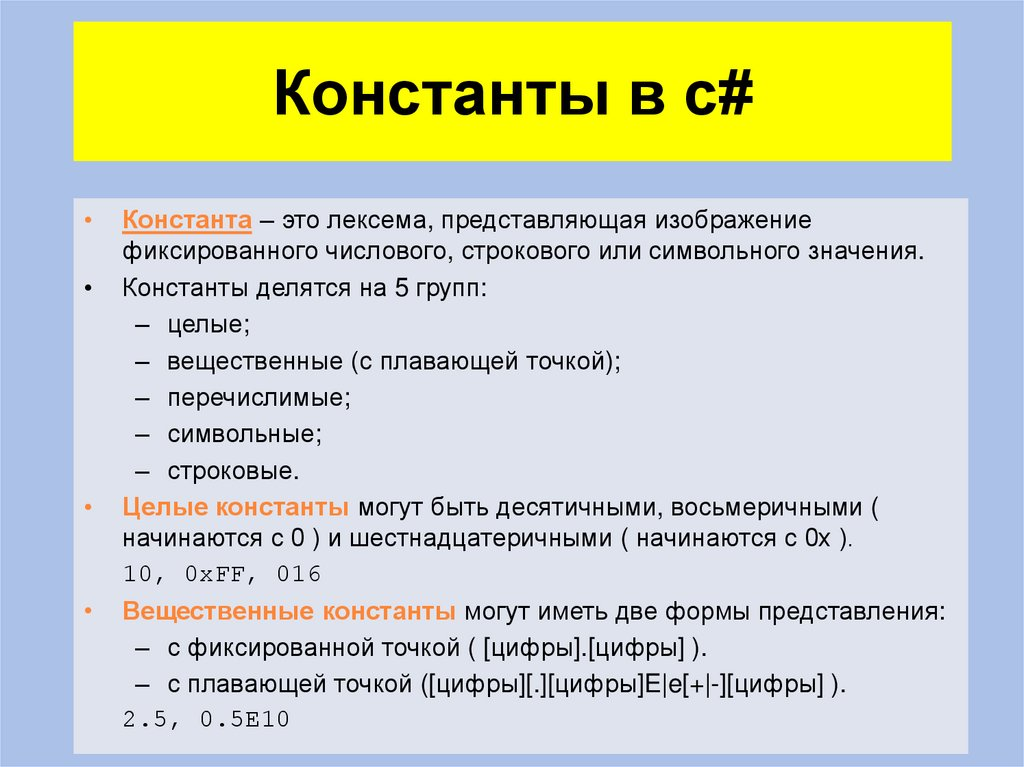 Константы в c#
• Константа – это лексема, представляющая изображение
фиксированного числового, строкового или символьного значения.
• Константы делятся на 5 групп:
– целые;
– вещественные (с плавающей точкой);
– перечислимые;
– символьные;
– строковые.
• Целые константы могут быть десятичными, восьмеричными (
начинаются с 0 ) и шестнадцатеричными ( начинаются с 0x ).
10, 0xFF, 016
• Вещественные константы могут иметь две формы представления:
– с фиксированной точкой ( [цифры].[цифры] ).
– с плавающей точкой ([цифры][.][цифры]E|e[+|-][цифры] ).
2.5, 0.5E10